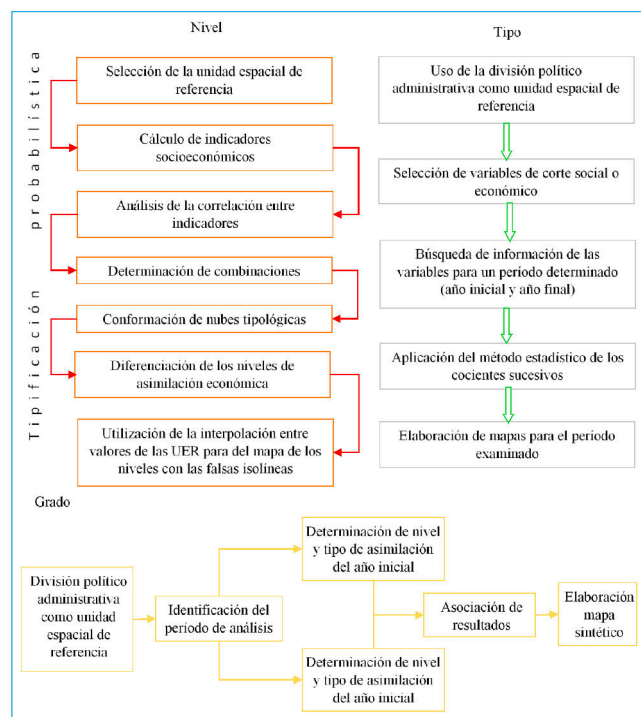 Nivel
Tipificación probabilística
Selección de la unidad espacial de
referencia
Cálculo de indicadores
socioeconómicos
Análisis de la correlación entre
indicadores
Determinación de combinaciones
Conformación de nubes tipológicas
Diferenciación de los niveles de
asimilación económica
Utilización de la interpolación entre
valores de las UER para del mapa de los
niveles con las falsas isolíneas
Tipo
Uso de la división político
administrativa como unidad espacial de
referencia
Selección de variables de corte social o
económico
Búsqueda de información de las
variables para un período determinado
(año inicial y año final)
Aplicación del método estadístico de los
cocientes sucesivos
Elaboración de mapas para el período
examinado
Grado
División político
administrativa
como unidad
espacial de
referencia
Identificación del
período de análisis
Determinación de nivel
y tipo de asimilación
del año inicial
Determinación de nivel
y tipo de asimilación
del año inicial
Asociación de
resultados
Elaboración
mapa
sintético